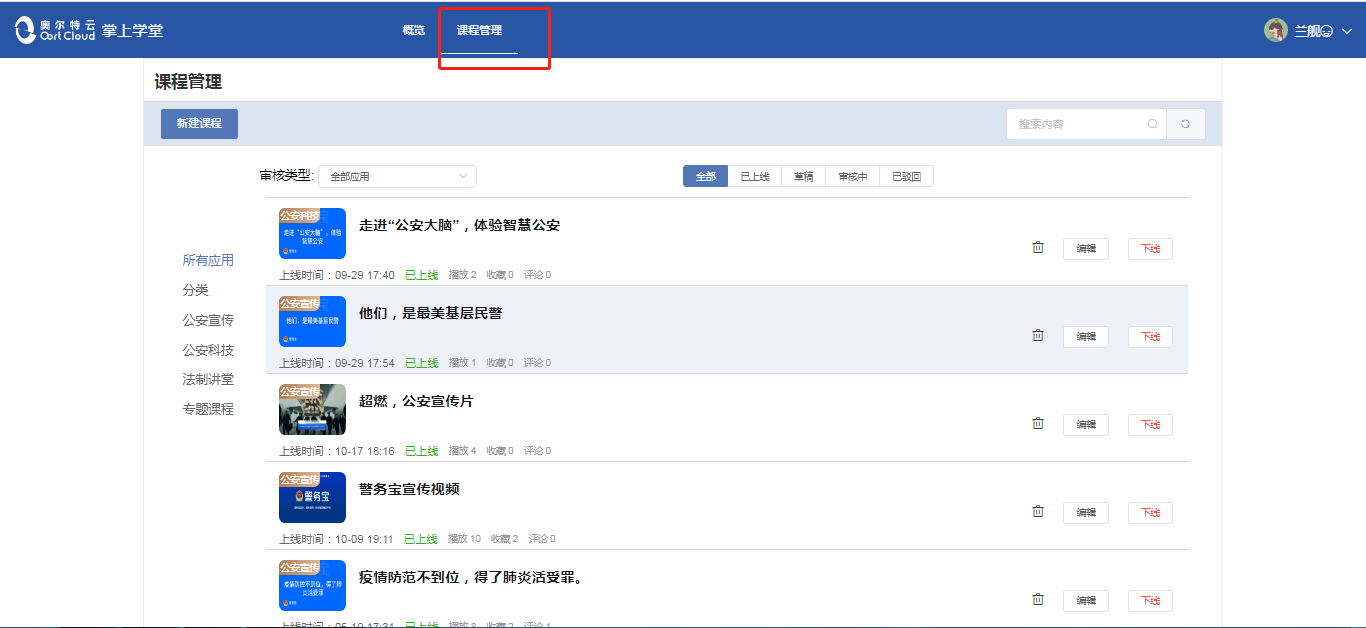 奥尔特云
Oort Cloud
掌上学堂
概览
课程管理
兰舰
课程管理
新建课程
搜索内容
审核类型:
全部应用
全部
已上线
草稿
审核中
已驳回
所有应用
分类
公安宣传
公安科技
法制讲堂
专题课程
公安科技
走进“公安大脑”，体验
智慧公安
走进“公安大脑”，体验智慧公安
编辑
下线
上线时间：09-29 17:40 已上线 播放 2 收藏 0 评论 0
公安宣传
他们，是最美基层民警
他们，是最美基层民警
编辑
下线
上线时间：09-29 17:54 已上线 播放 1 收藏 0 评论 0
公安宣传
超燃，公安宣传片
编辑
下线
上线时间：10-17 18:16 已上线 播放 4 收藏 0 评论 0
公安宣传
警务宝
警务宝宣传视频
编辑
下线
上线时间：10-09 19:11 已上线 播放 10 收藏 2 评论 0
公安宣传
疫情防控不到位，得了肺
炎活受罪
疫情防范不到位，得了肺炎活受罪。
编辑
下线
上线时间：05-19 17:31 已上线 播放 8 收藏 2 评论 1